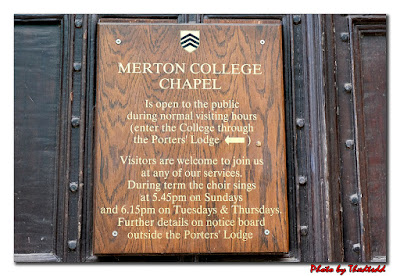 MERTON COLLEGE
CHAPEL
Is open to the public
during normal visiting hours
(enter the College through
the Porters' Lodge
Visitors are welcome to join us
at any of our services.
During term the choir sings
at 5.45pm on Sundays
and 6.15pm on Tuesdays & Thursdays.
Further details on notice board
outside the Porters' Lodge
Photo by Thudtedd